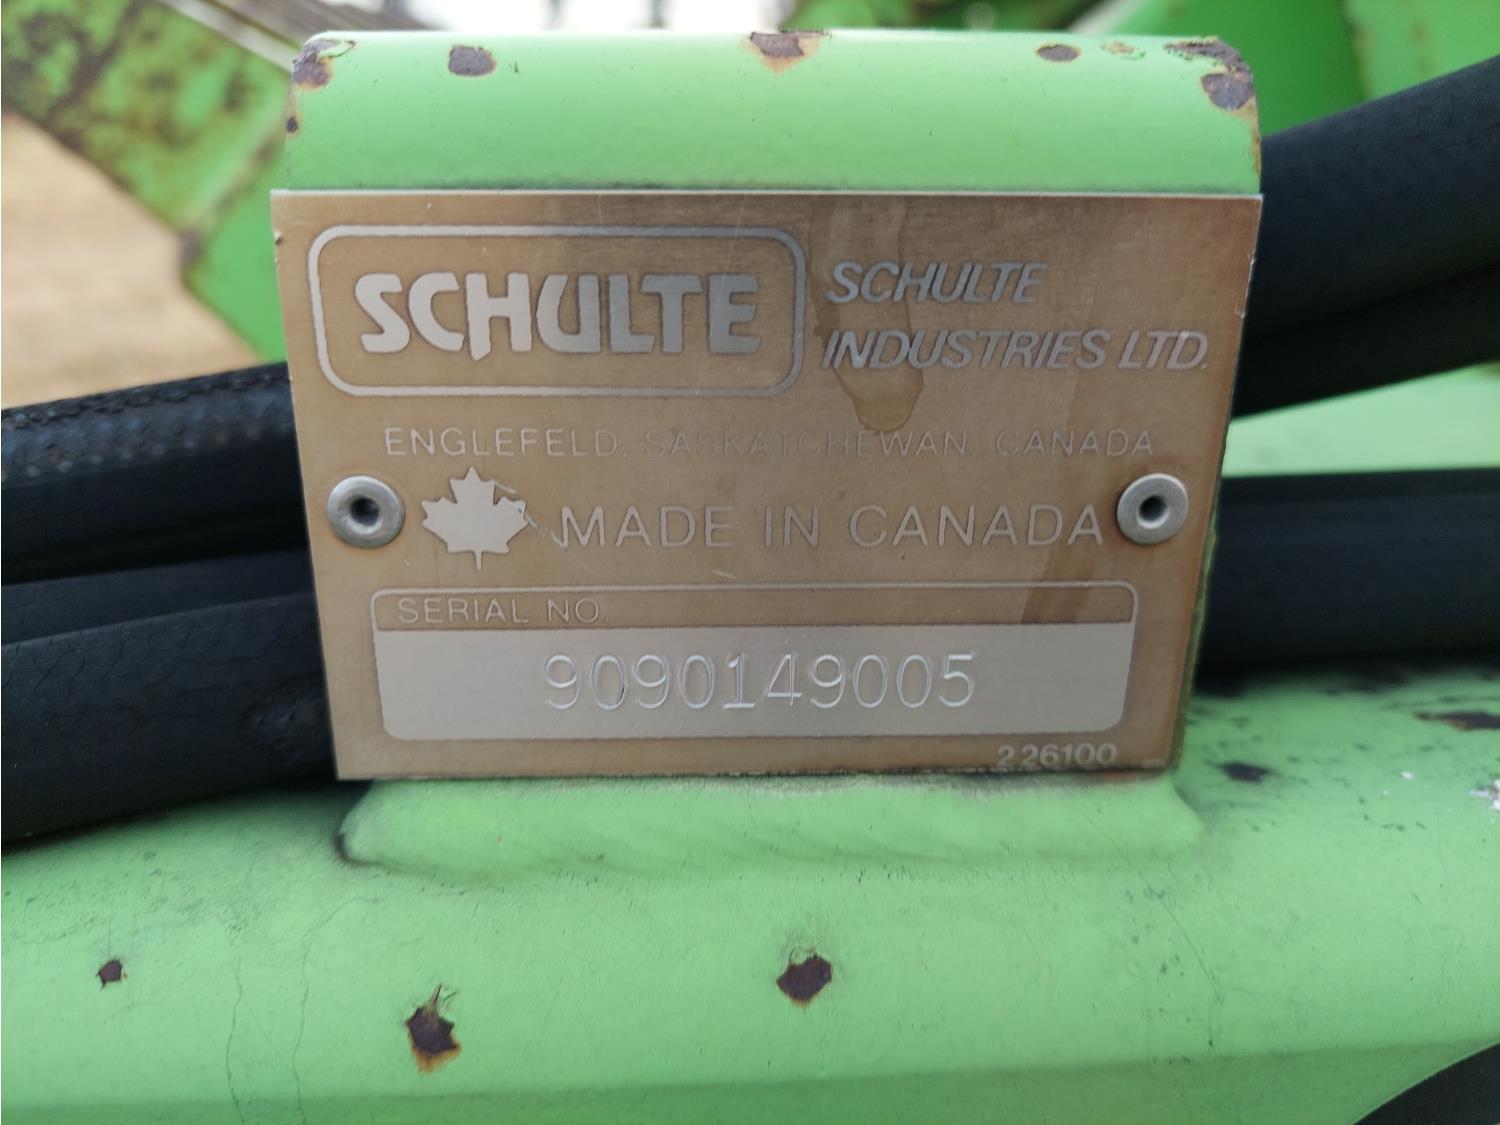 SCHULTE
SCHULTE
INDUSTRIES LTD.
ENGLEFELD, SASKATCHEWAN, CANADA
MADE IN CANADA
SERIAL NO.
9090149005
226100